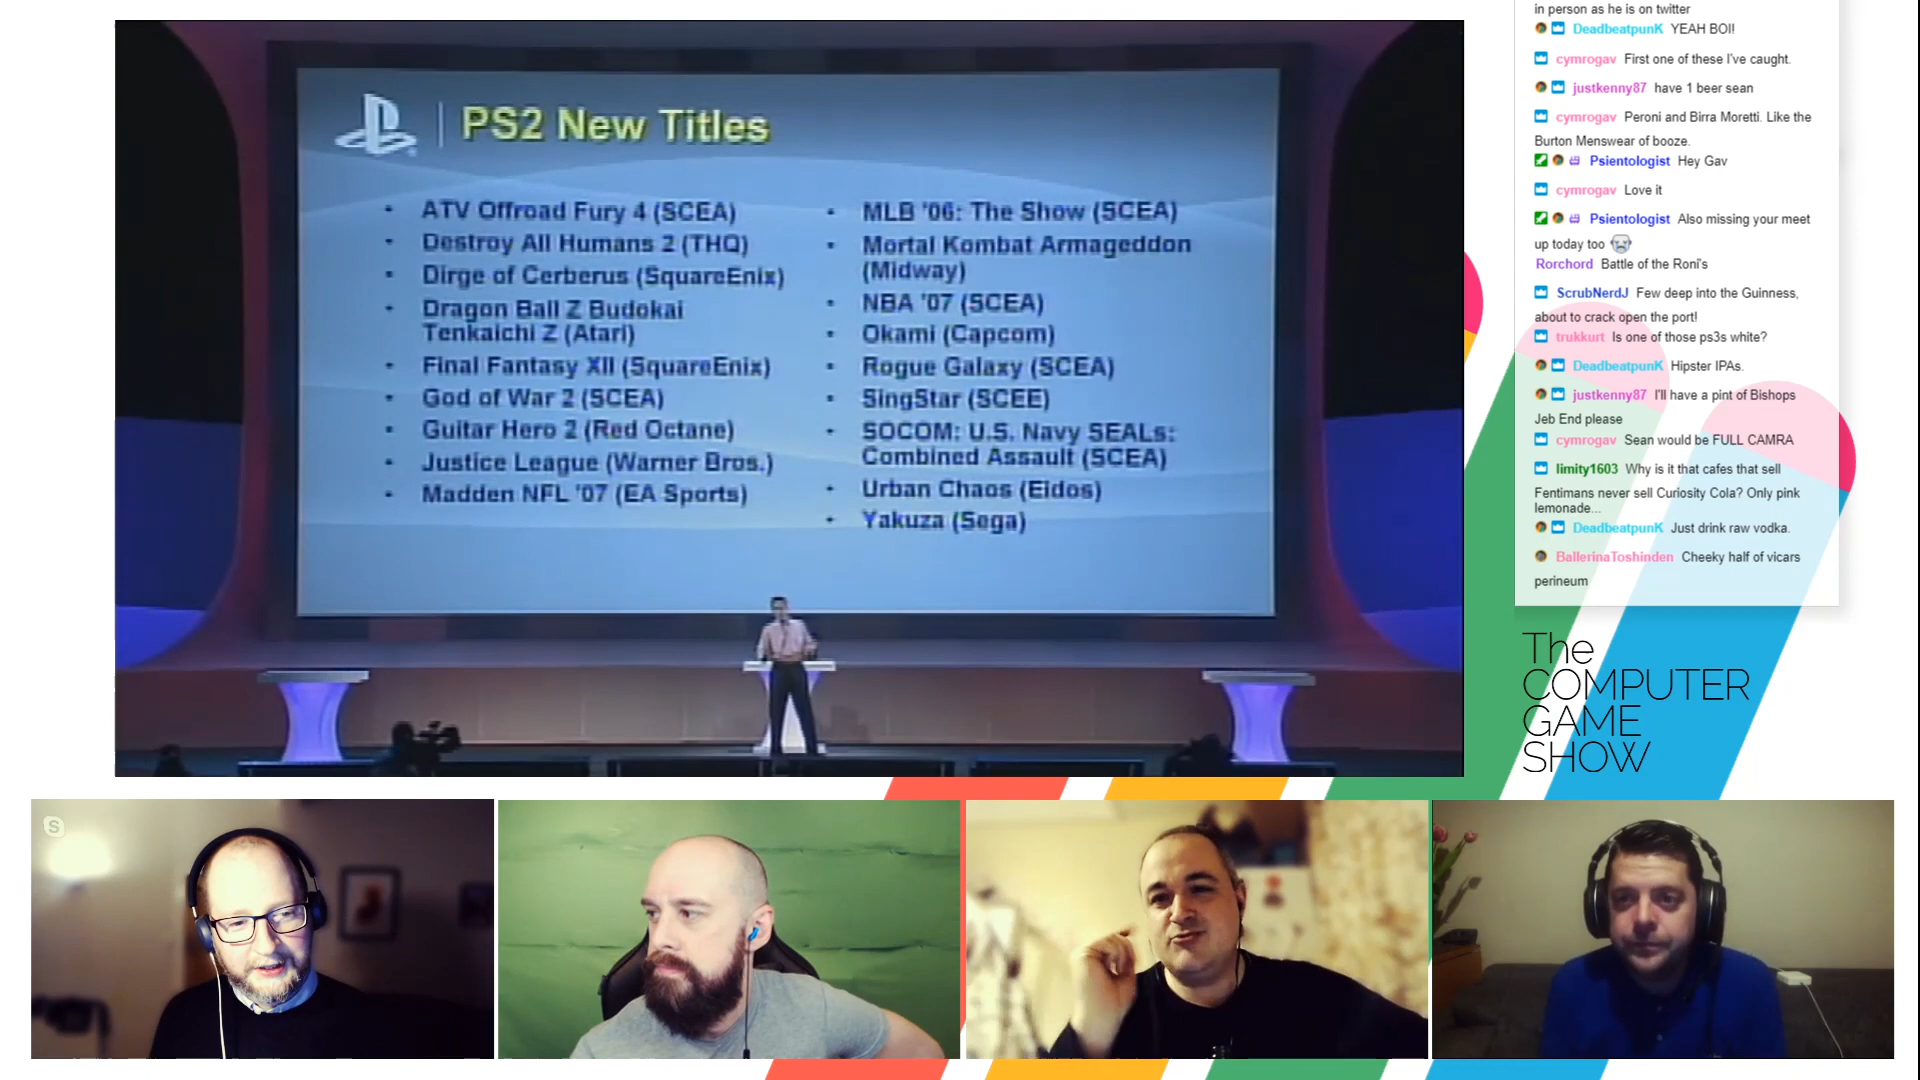 PS2 New Titles
• ATV Offroad Fury 4 (SCEA)
• Destroy All Humans 2 (THQ)
• Dirge of Cerberus (SquareEnix)
• Dragon Ball Z Budokai
Tenkaichi Z (Atari)
• Final Fantasy XII (SquareEnix)
• God of War 2 (SCEA)
• Guitar Hero 2 (Red Octane)
• Justice League (Warner Bros.)
• Madden NFL '07 (EA Sports)
• MLB '06: The Show (SCEA)
• Mortal Kombat Armageddon
(Midway)
• NBA '07 (SCEA)
• Okami (Capcom)
• Rogue Galaxy (SCEA)
• SingStar (SCEE)
• SOCOM: U.S. Navy SEALs:
Combined Assault (SCEA)
• Urban Chaos (Eidos)
• Yakuza (Sega)
in person as he is on twitter
DeadbeatpunK YEAH BOI!
cymrogav First one of these I've caught.
justkenny87 have 1 beer sean
cymrogav Peroni and Birra Moretti. Like the
Burton Menswear of booze.
Psientologist Hey Gav
cymrogav Love it
Psientologist Also missing your meet
up today too
Rorchord Battle of the Roni's
ScrubNerdJ Few deep into the Guinness,
about to crack open the port!
trukkurt Is one of those ps3s white?
DeadbeatpunK Hipster IPAs.
justkenny87 I'll have a pint of Bishops
Jeb End please
cymrogav Sean would be FULL CAMRA
limity1603 Why is it that cafes that sell
Fentimans never sell Curiosity Cola? Only pink
lemonade...
DeadbeatpunK Just drink raw vodka.
BallerinaToshinden Cheeky half of vicars
perineum
The
COMPUTER
GAME
SHOW
S